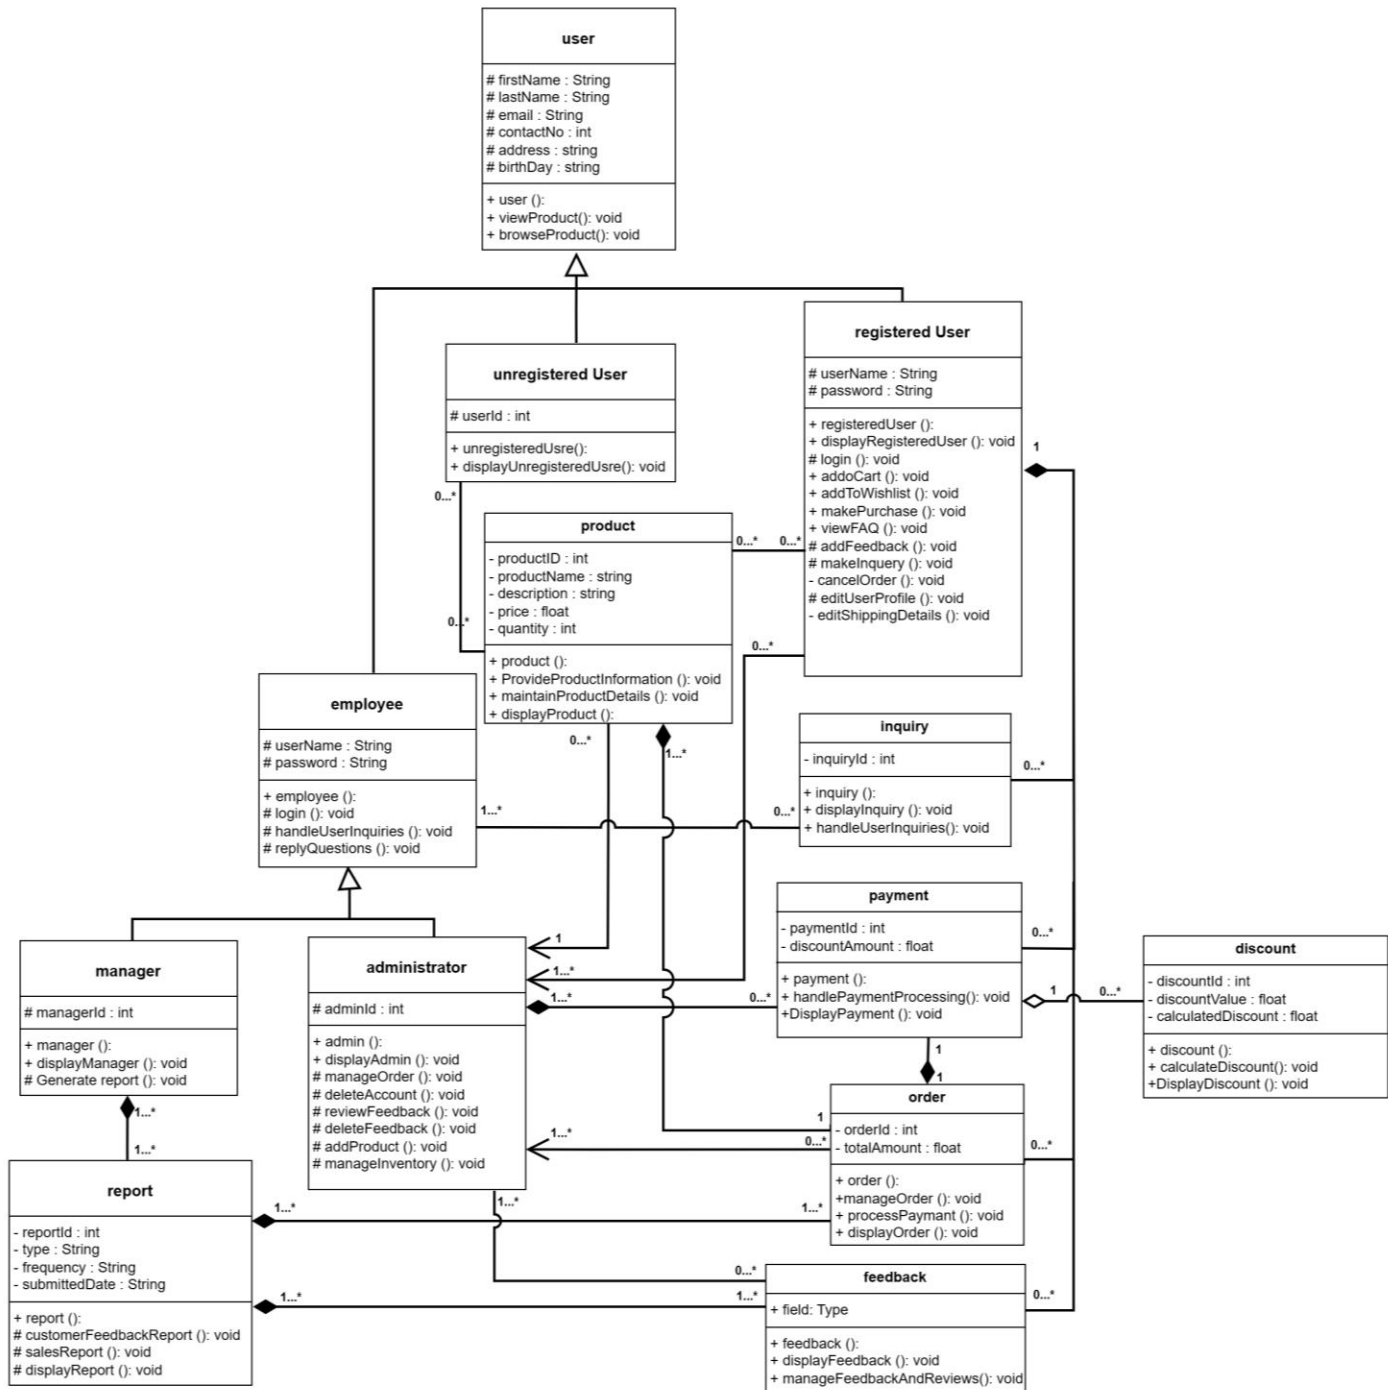 user
# firstName : String
# lastName : String
# email : String
# contactNo : int
# address : string
# birthDay : string
+ user ():
+ viewProduct(): void
+ browseProduct(): void
registered User
# userName : String
# password : String
+ registeredUser ():
+ displayRegisteredUser (): void
# login (): void
+ addoCart (): void
+ addToWishlist (): void
+ makePurchase (): void
+ viewFAQ (): void
# addFeedback (): void
# makeInquery (): void
- cancelOrder (): void
# editUserProfile (): void
- editShippingDetails (): void
1
unregistered User
# userId : int
+ unregisteredUsre():
+ displayUnregisteredUsre(): void
0...*
0...*
product
- productID : int
- productName : string
- description : string
- price : float
- quantity : int
+ product ():
+ ProvideProductInformation (): void
+ maintainProductDetails (): void
+ displayProduct ():
0...*
0...*
0...*
0...*
1...*
employee
# userName : String
# password : String
+ employee ():
# login (): void
# handleUserInquiries (): void
# replyQuestions (): void
1...*
0...*
inquiry
- inquiryId : int
+ inquiry ():
+ displayInquiry (): void
+ handleUserInquiries(): void
0...*
payment
- paymentId : int
- discountAmount : float
+ payment ():
+ handlePaymentProcessing(): void
+DisplayPayment (): void
0...*
1
0...*
discount
- discountId : int
- discountValue : float
- calculatedDiscount : float
+ discount ():
+ calculateDiscount(): void
+DisplayDiscount (): void
manager
# managerId : int
+ manager ():
+ displayManager (): void
# Generate report (): void
1...*
1...*
administrator
# adminId : int
+ admin ():
+ displayAdmin (): void
# manageOrder (): void
# deleteAccount (): void
# reviewFeedback (): void
# deleteFeedback (): void
# addProduct (): void
# manageInventory (): void
1
1...*
1...*
0...*
1...*
0...*
1...*
1
1
1
order
- orderId : int
- totalAmount : float
+ order ():
+manageOrder (): void
+ processPaymant (): void
+ displayOrder (): void
0...*
report
- reportId : int
- type : String
- frequency : String
- submittedDate : String
+ report ():
# customerFeedbackReport (): void
# salesReport (): void
# displayReport (): void
1...*
1...*
1...*
1...*
0...*
feedback
+ field: Type
+ feedback ():
+ displayFeedback (): void
+ manageFeedbackAndReviews(): void
0...*